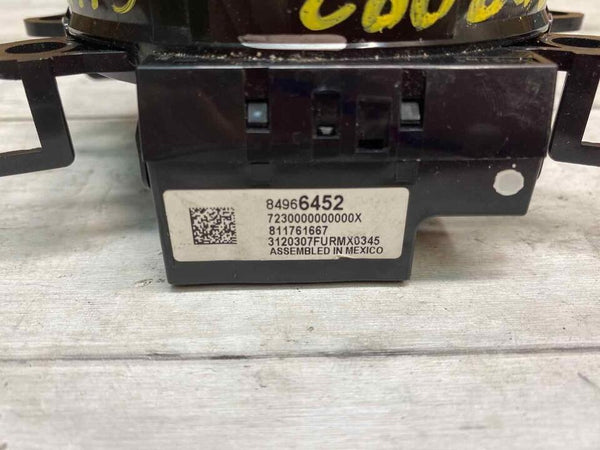 84966452
7230000000000X
811761667
3120307FURMX0345
ASSEMBLED IN MEXICO